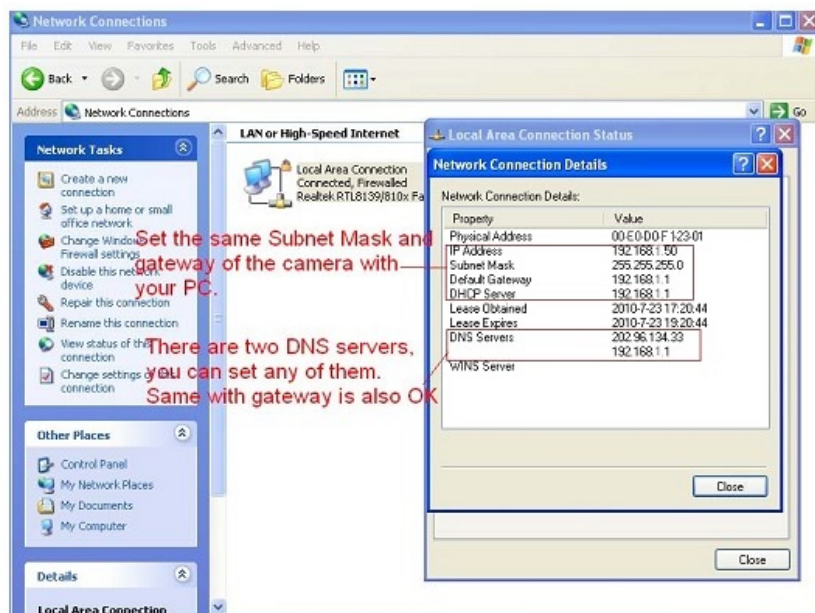 Network Connections
File Edit View Favorites Tools Advanced Help
Back Search Folders
Address Network Connections Go
Network Tasks
Create a new
connection
Set up a home or small
office network
Change Windows
Firewall settings
Disable this network
device
Repair this connection
Rename this connection
View status of this
connection
Change settings of this
connection
Other Places
Control Panel
My Network Places
My Documents
My Computer
Details
Local Area Connection
LAN or High-Speed Internet
Local Area Connection
Connected, Firewalled
Realtek RTL8139/810x Fa
Set the same Subnet Mask and
gateway of the camera with
your PC.
There are two DNS servers,
you can set any of them.
Same with gateway is also OK
Local Area Connection Status
Network Connection Details
Network Connection Details:
Property Value
Physical Address 00-E0-D0-F1-23-01
IP Address 192.168.1.50
Subnet Mask 255.255.255.0
Default Gateway 192.168.1.1
DHCP Server 192.168.1.1
Lease Obtained 2010-7-23 17:20:44
Lease Expires 2010-7-23 19:20:44
DNS Servers 202.96.134.33
192.168.1.1
WINS Server
Close
Close